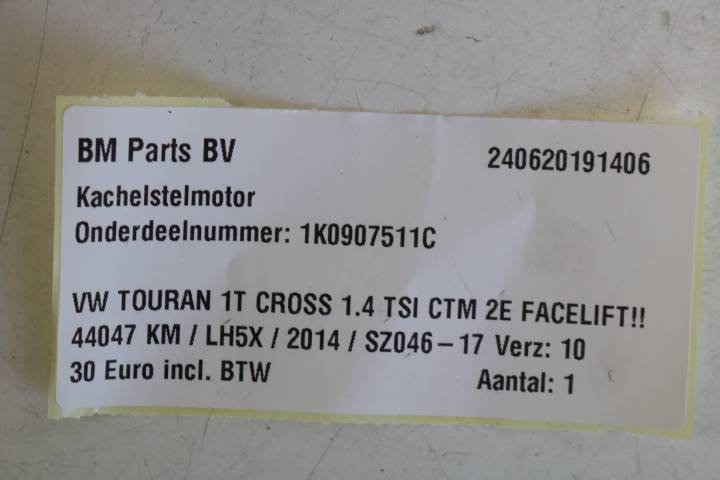 BM Parts BV 240620191406
Kachelstelmotor
Onderdeelnummer: 1K0907511C
VW TOURAN 1T CROSS 1.4 TSI CTM 2E FACELIFT!!
44047 KM / LH5X / 2014 / SZ046-17 Verz: 10
30 Euro incl. BTW Aantal: 1